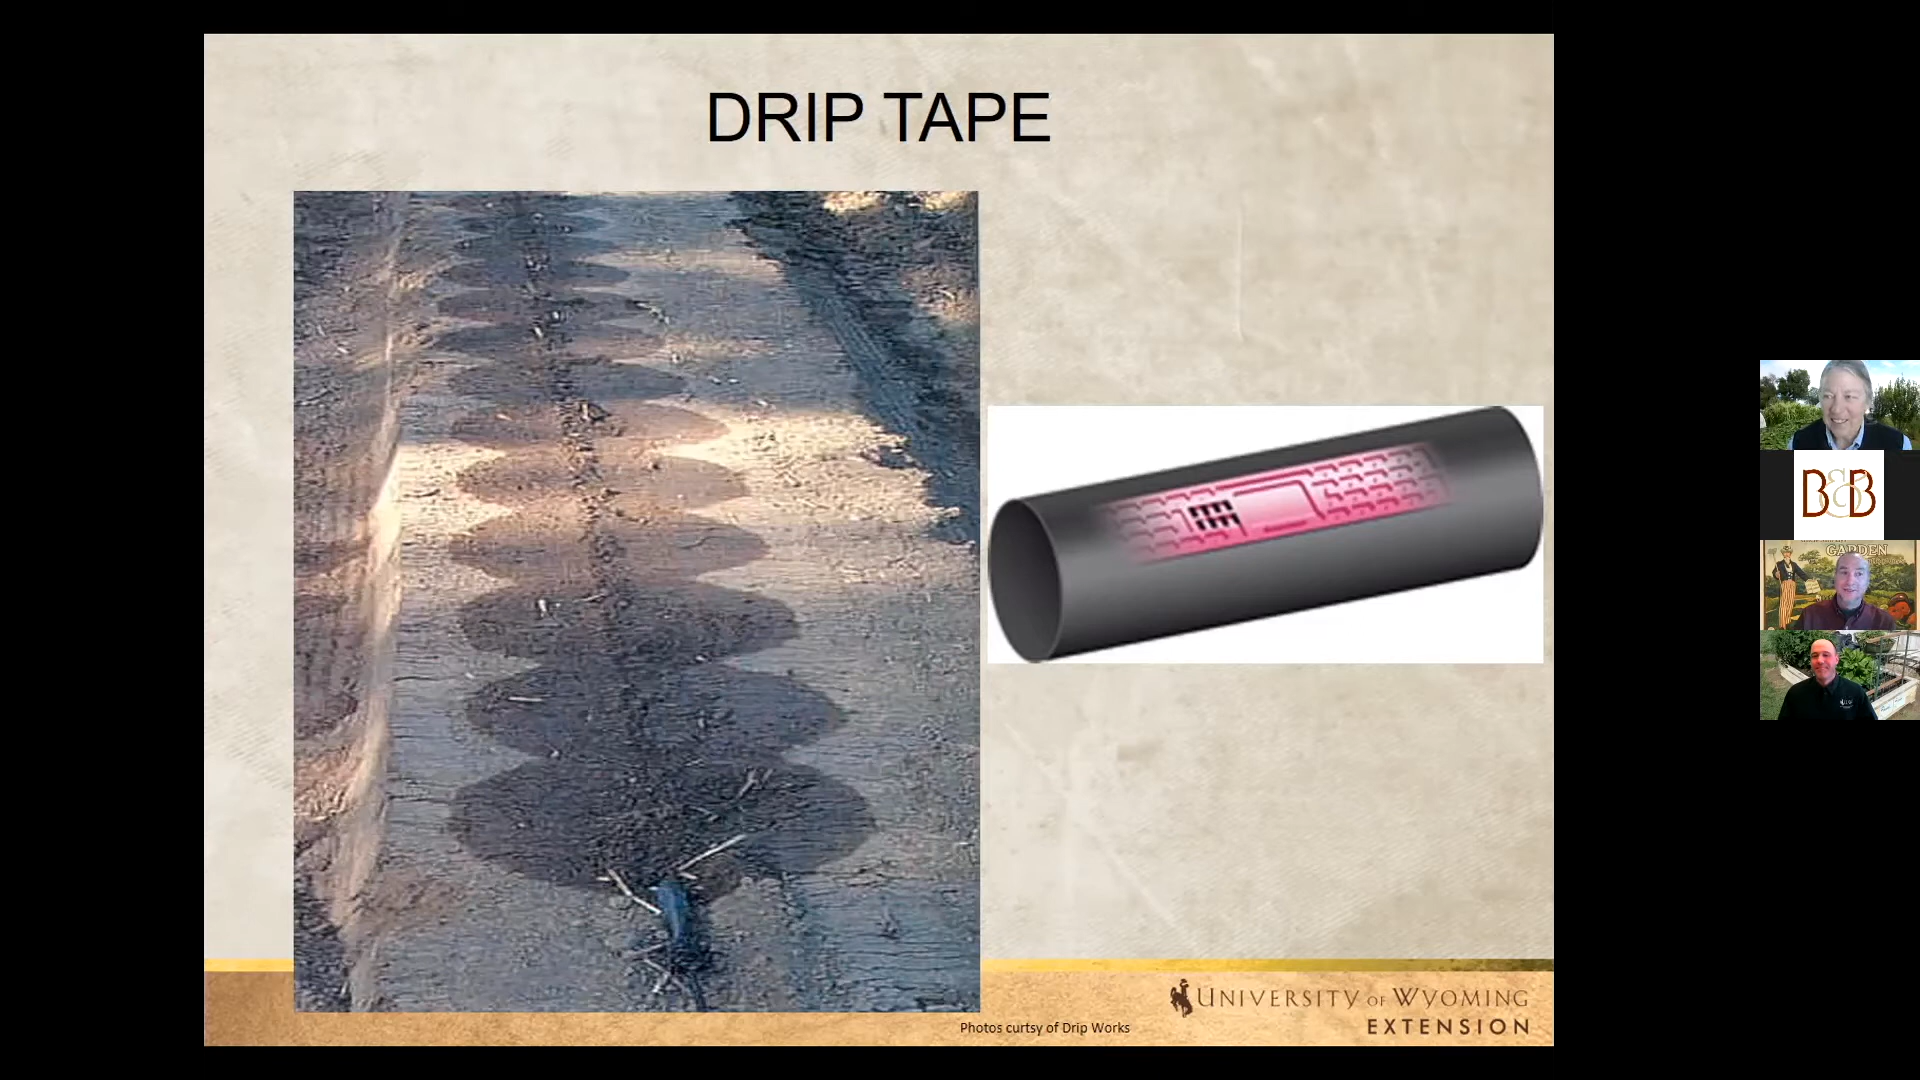 DRIP TAPE
B&B
GARDEN
UNIVERSITY OF WYOMING
EXTENSION
Photos curtsy of Drip Works